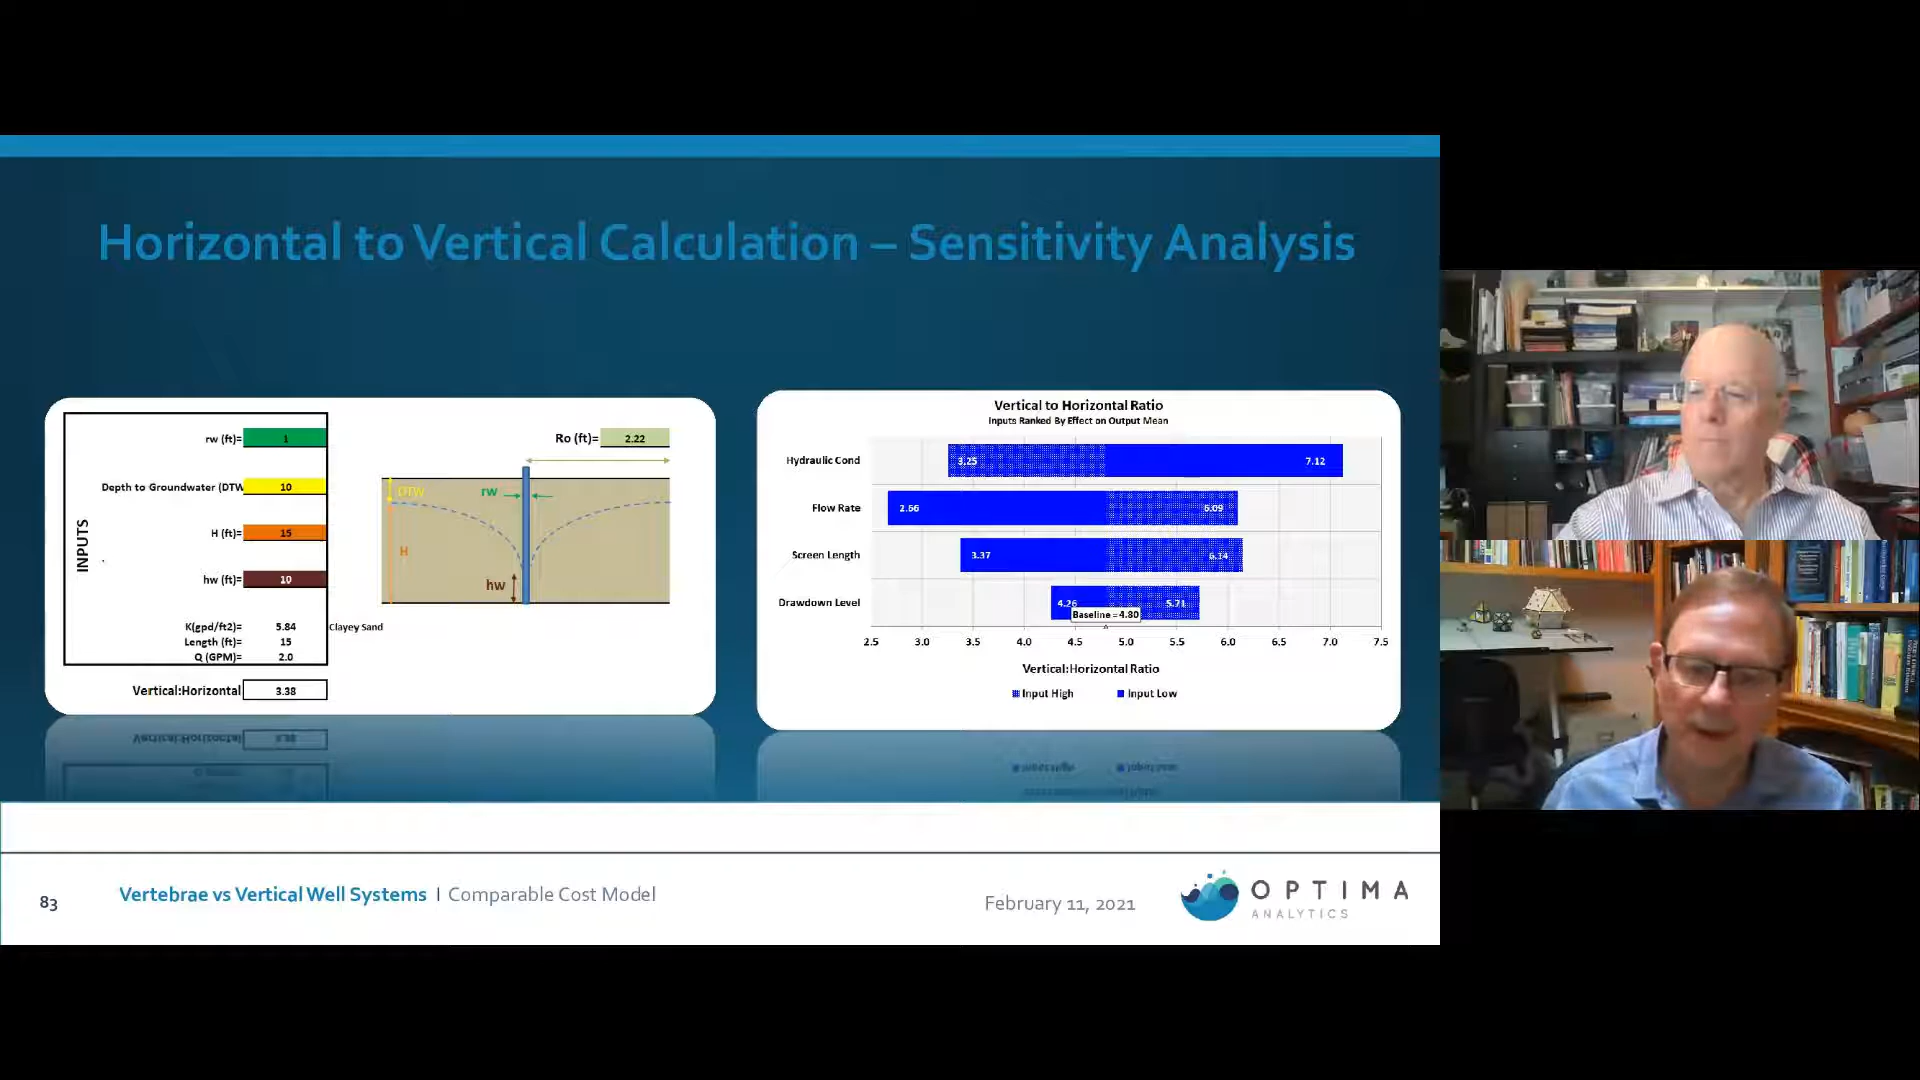 Horizontal to Vertical Calculation – Sensitivity Analysis
INPUTS
rw (ft)= 1
Depth to Groundwater (DTW 10
H (ft)= 15
hw (ft)= 10
K(gpd/ft2)= 5.84 Clayey Sand
Length (ft)= 15
Q (GPM)= 2.0
Vertical:Horizontal 3.38
Ro (ft)= 2.22
DTW
rw
H
hw
Vertical to Horizontal Ratio
Inputs Ranked By Effect on Output Mean
Hydraulic Cond 3.25 7.12
Flow Rate 2.66 6.09
Screen Length 3.37 6.14
Drawdown Level 4.26 5.71
Baseline = 4.80
2.5 3.0 3.5 4.0 4.5 5.0 5.5 6.0 6.5 7.0 7.5
Vertical:Horizontal Ratio
Input High Input Low
83 Vertebrae vs Vertical Well Systems | Comparable Cost Model
February 11, 2021
OPTIMA
ANALYTICS